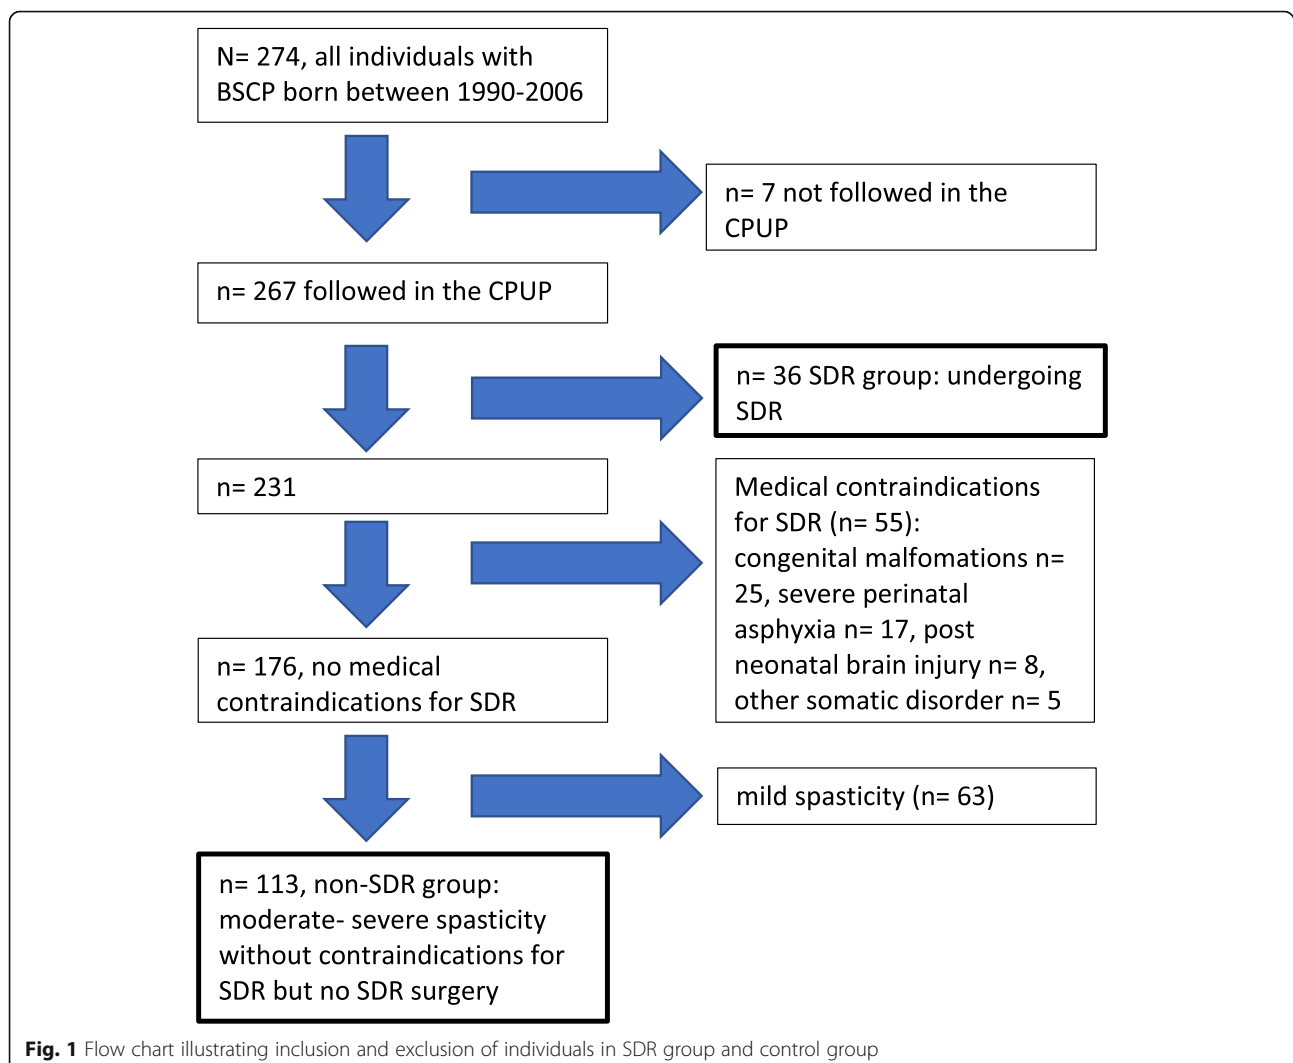 N= 274, all individuals with
BSCP born between 1990-2006
n= 7 not followed in the
CPUP
n= 267 followed in the CPUP
n= 36 SDR group: undergoing
SDR
n= 231
Medical contraindications
for SDR (n= 55):
congenital malfomations n=
25, severe perinatal
asphyxia n= 17, post
neonatal brain injury n= 8,
other somatic disorder n= 5
n= 176, no medical
contraindications for SDR
mild spasticity (n= 63)
n= 113, non-SDR group:
moderate- severe spasticity
without contraindications for
SDR but no SDR surgery
Fig. 1 Flow chart illustrating inclusion and exclusion of individuals in SDR group and control group